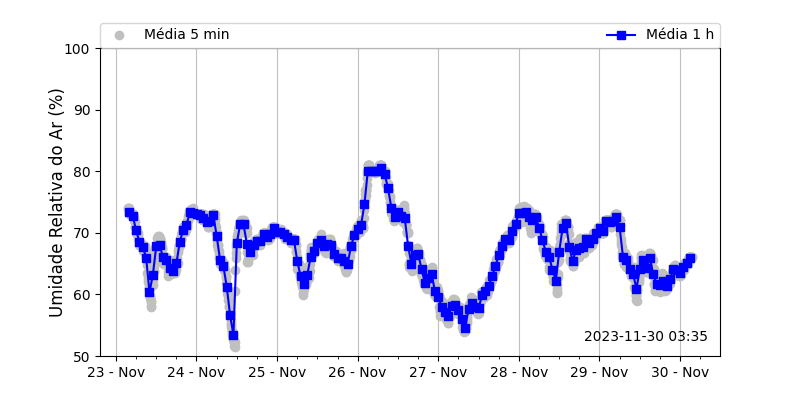 Média 5 min
Média 1 h
Umidade Relativa do Ar (%)
100
90
80
70
60
50
2023-11-30 03:35
23 - Nov
24 - Nov
25 - Nov
26 - Nov
27 - Nov
28 - Nov
29 - Nov
30 - Nov